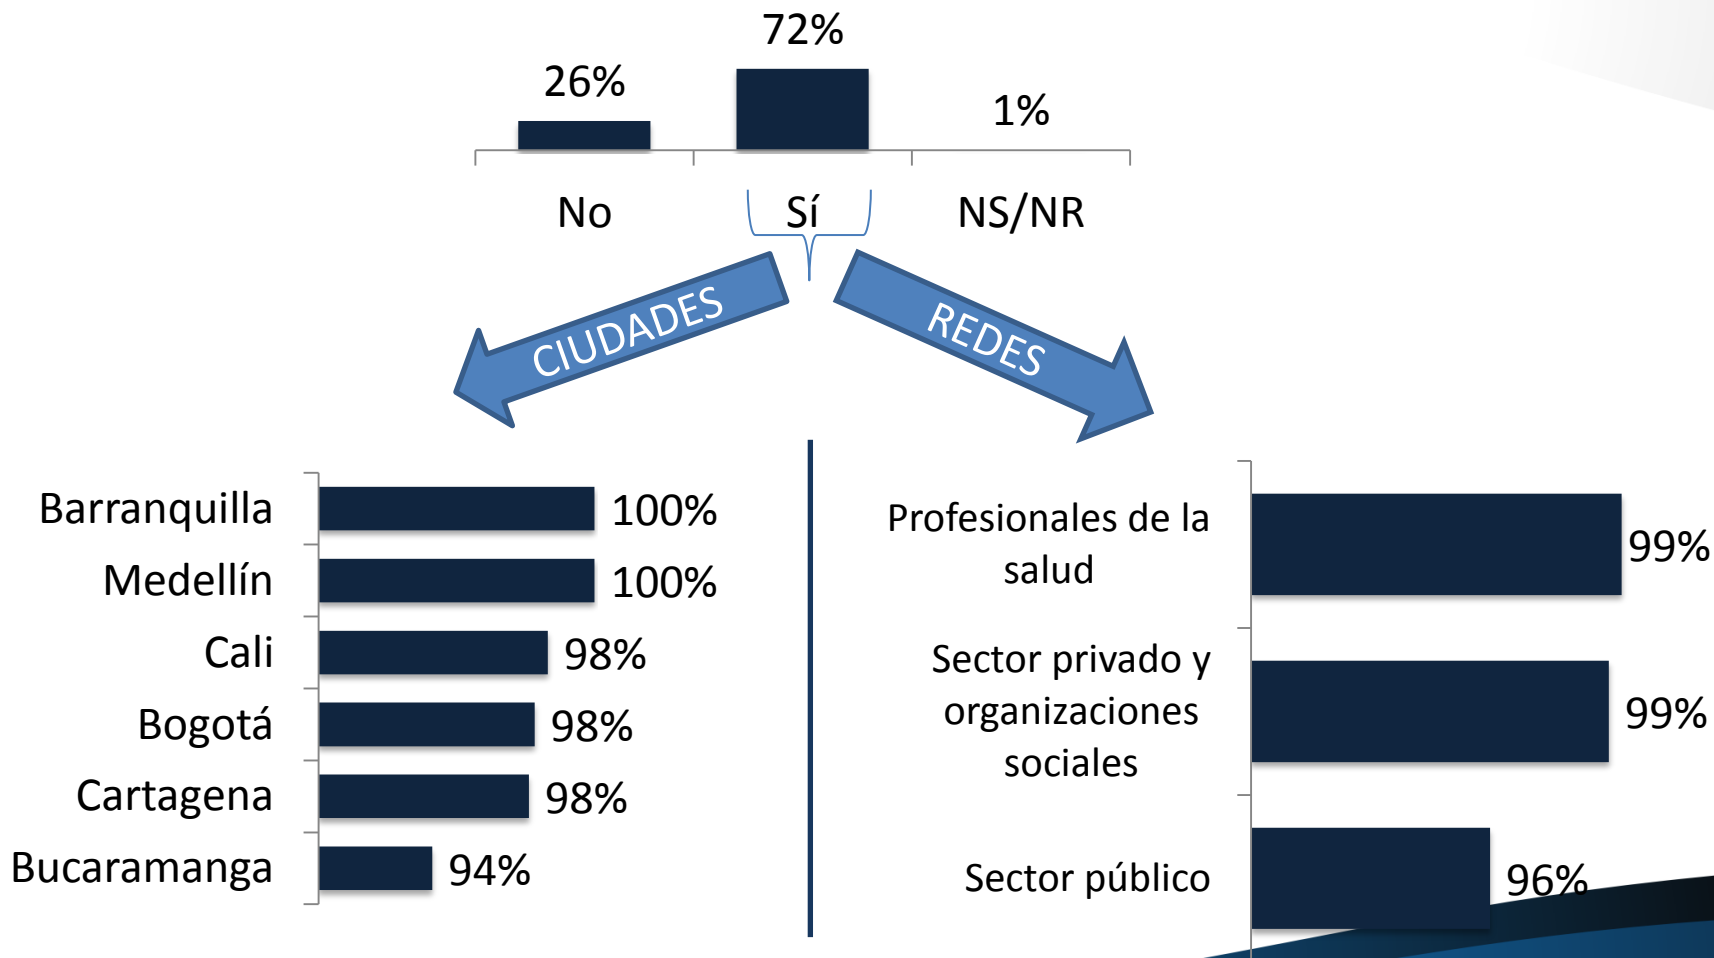 72%
26%
1%
No
Sí
NS/NR
CIUDADES
REDES
Barranquilla
100%
Medellín
100%
Cali
98%
Bogotá
98%
Cartagena
98%
Bucaramanga
94%
Profesionales de la
salud
99%
Sector privado y
organizaciones
sociales
99%
Sector público
96%